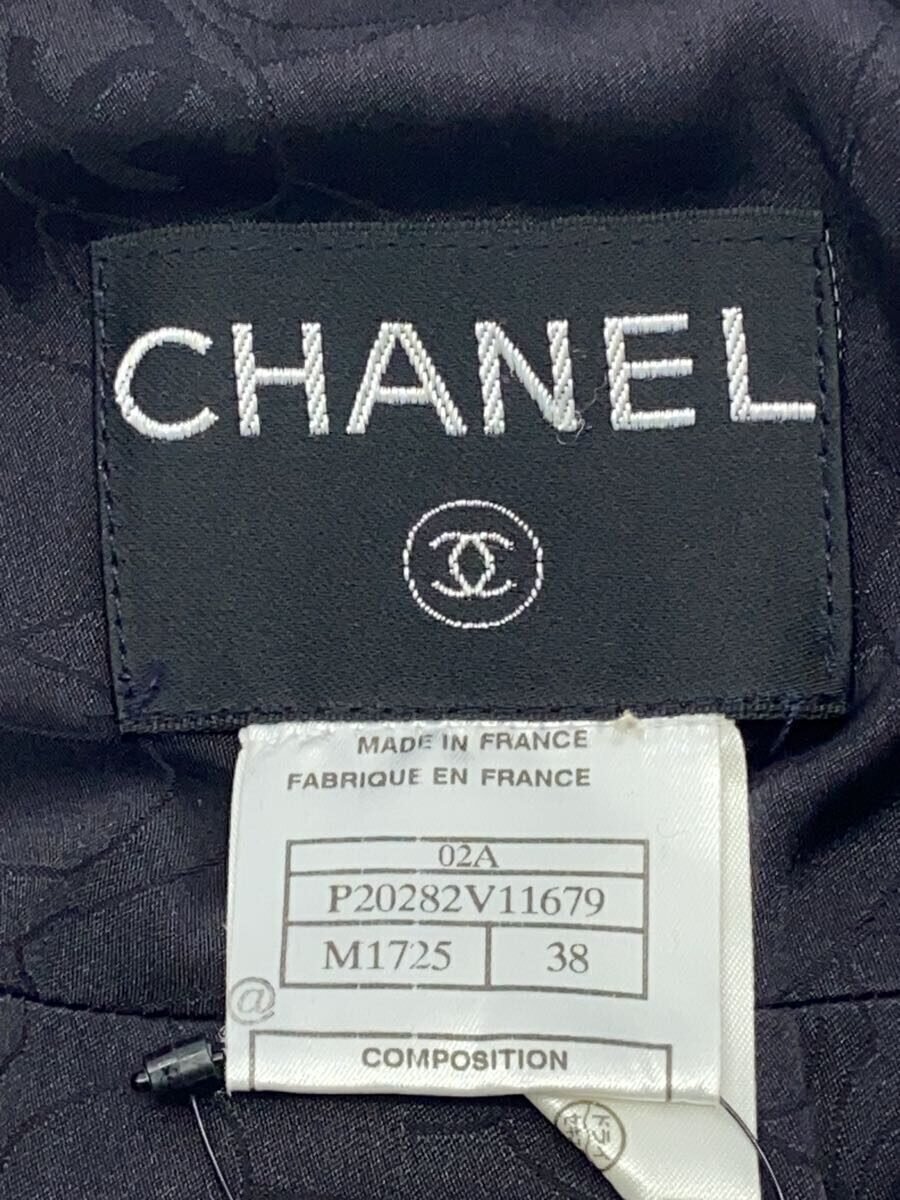 CHANEL
MADE IN FRANCE
FABRIQUE EN FRANCE
02A
P20282V11679
M1725 38
@
COMPOSITION